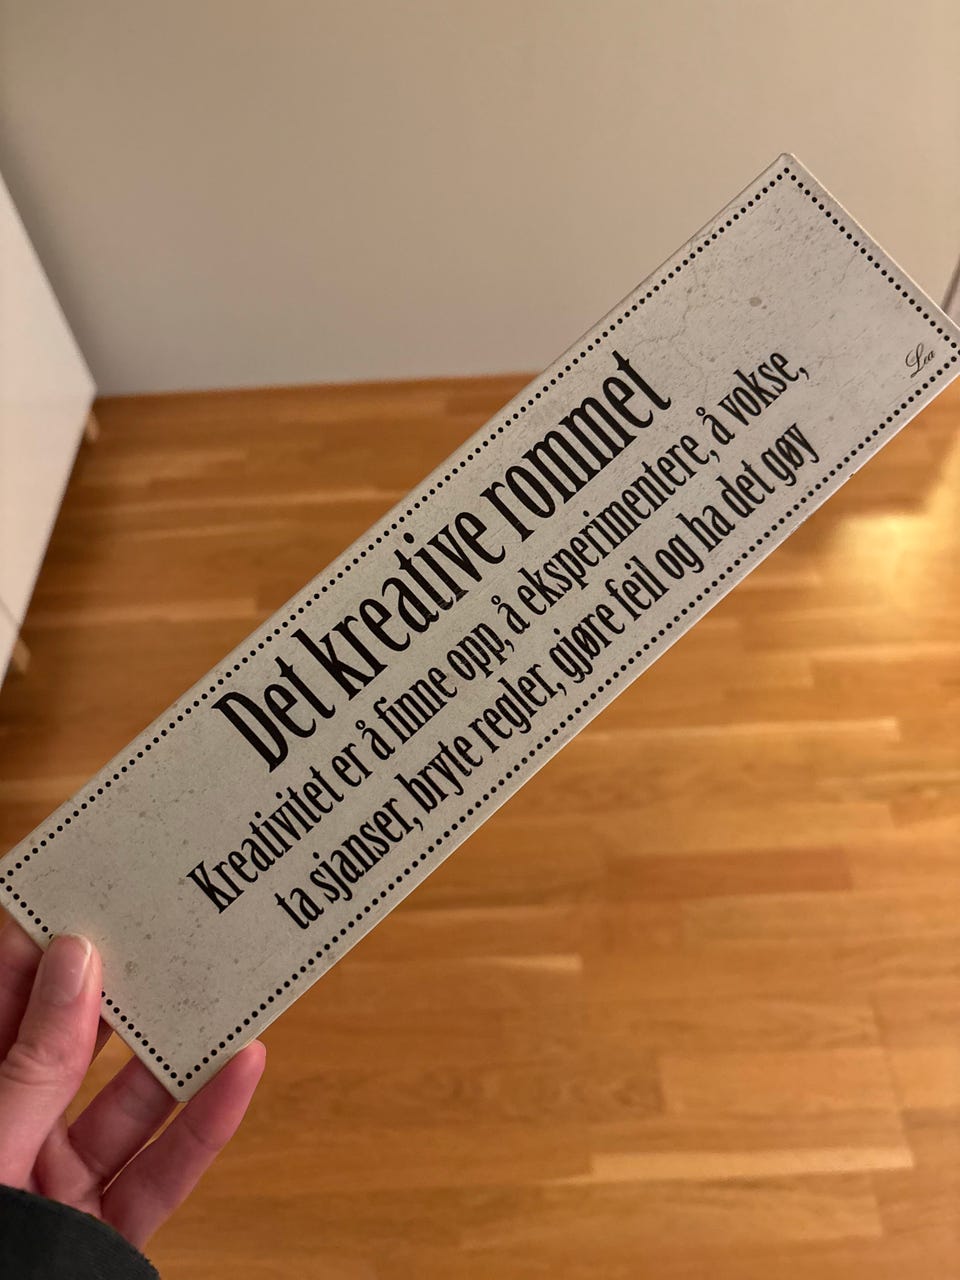 Det kreative rommet
Kreativitet er å finne opp, å eksperimentere, å vokse,
ta sjanser, bryte regler, gjøre feil og ha det gøy
Lea